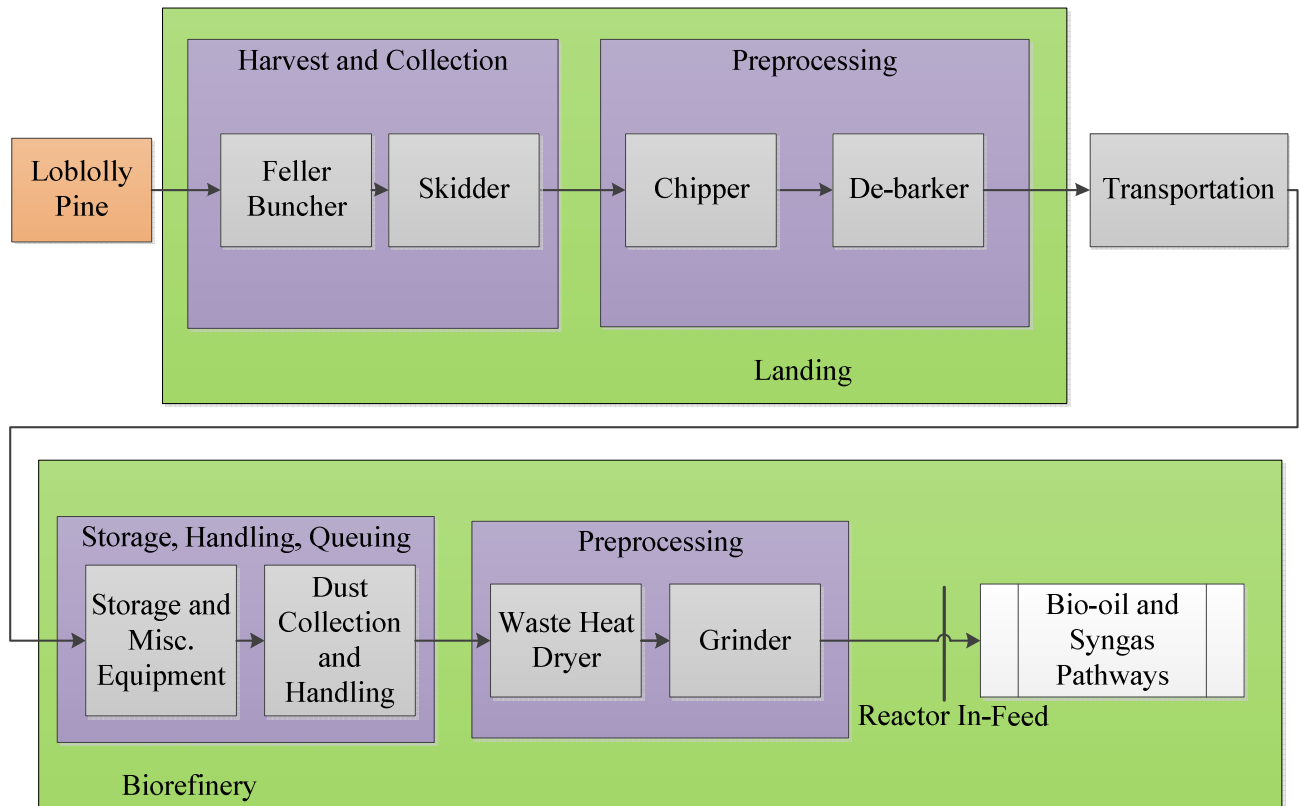 Harvest and Collection
Preprocessing
Loblolly
Pine
Feller
Buncher
Skidder
Chipper
De-barker
Transportation
Landing
Storage, Handling, Queuing
Preprocessing
Storage and
Misc.
Equipment
Dust
Collection
and
Handling
Waste Heat
Dryer
Grinder
Bio-oil and
Syngas
Pathways
Reactor In-Feed
Biorefinery